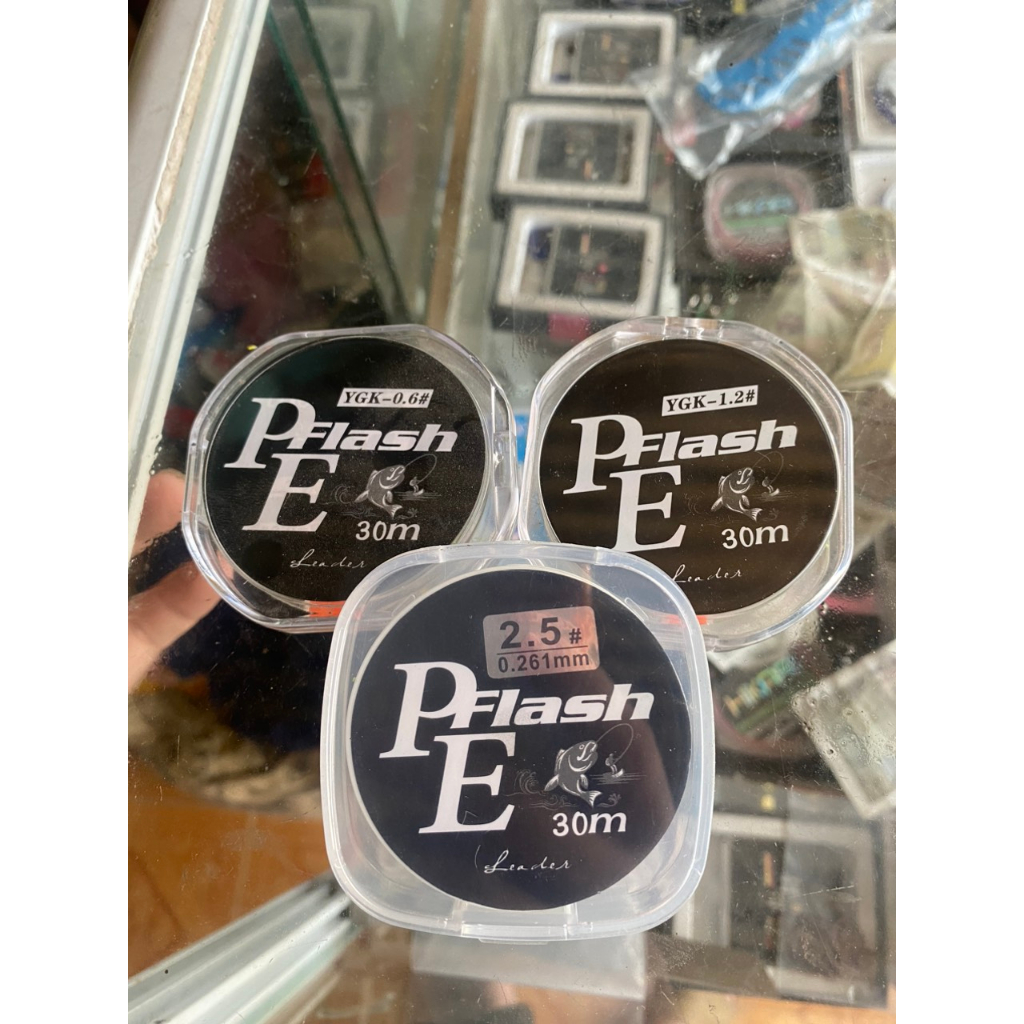 YGK-0.6#
PE Flash
30m
Leader
YGK-1.2#
PE Flash
30m
Leader
2.5#
0.261mm
PE Flash
30m
Leader